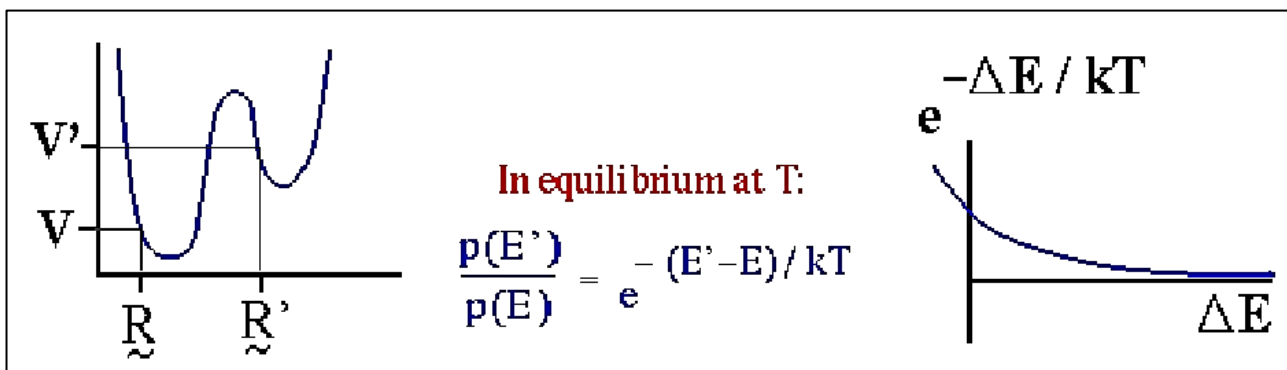 V'
V
R
R'
In equilibrium at T:
p(E') / p(E) = e^-(E'-E)/kT
e^-ΔE / kT
ΔE